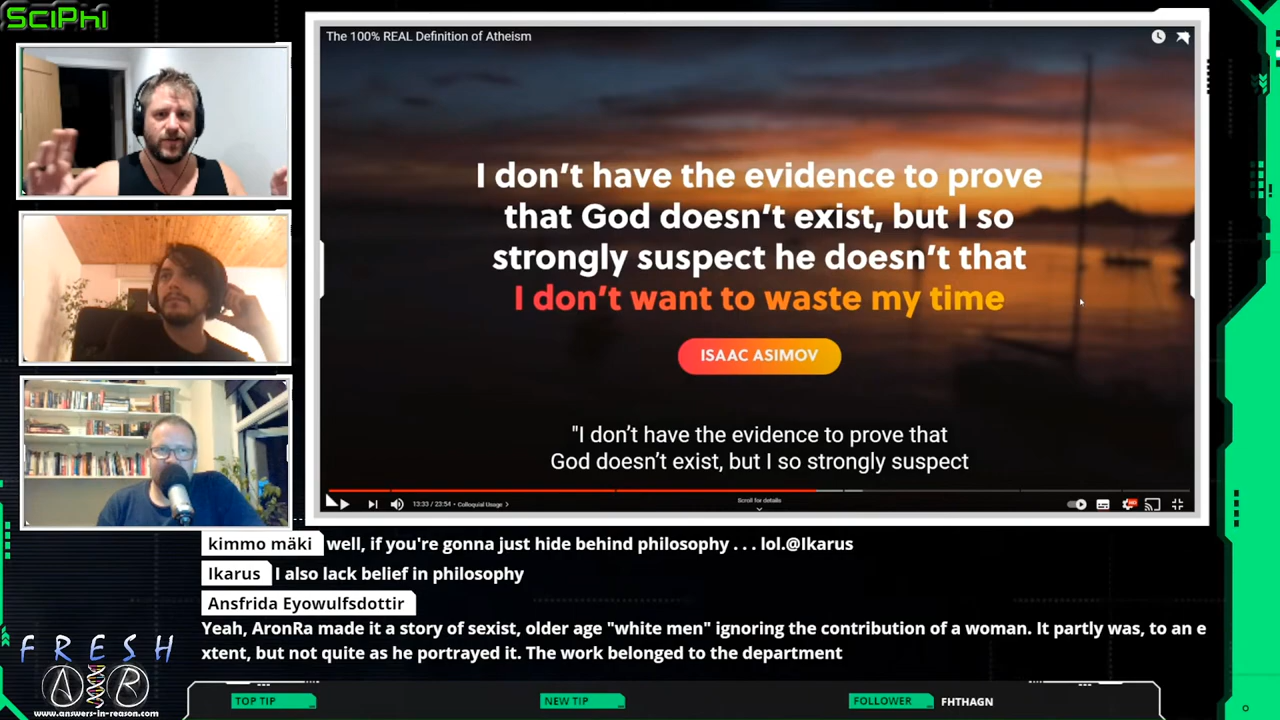 SciPhi
The 100% REAL Definition of Atheism
I don't have the evidence to prove
that God doesn't exist, but I so
strongly suspect he doesn't that
I don't want to waste my time
ISAAC ASIMOV
"I don't have the evidence to prove that
God doesn't exist, but I so strongly suspect
13:33 / 23:54 • Colloquial Usage >
Scroll for details
kimmo mäki well, if you're gonna just hide behind philosophy . . . lol.@Ikarus
Ikarus I also lack belief in philosophy
Ansfrida Eyowulfsdottir
Yeah, AronRa made it a story of sexist, older age "white men" ignoring the contribution of a woman. It partly was, to an e
xtent, but not quite as he portrayed it. The work belonged to the department
FRESH
A R
www.answers-in-reason.com
TOP TIP
NEW TIP
FOLLOWER FHTHAGN